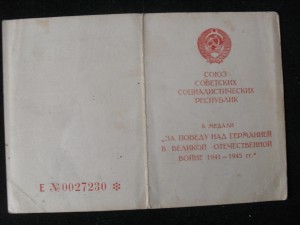 СОЮЗ
СОВЕТСКИХ
СОЦИАЛИСТИЧЕСКИХ
РЕСПУБЛИК
К МЕДАЛИ
„ЗА ПОБЕДУ НАД ГЕРМАНИЕЙ
В ВЕЛИКОЙ ОТЕЧЕСТВЕННОЙ
ВОЙНЕ 1941—1945 гг."
Е №0027230 *